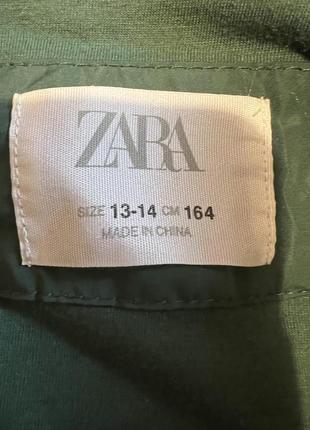 ZARA
SIZE 13-14 CM 164
MADE IN CHINA